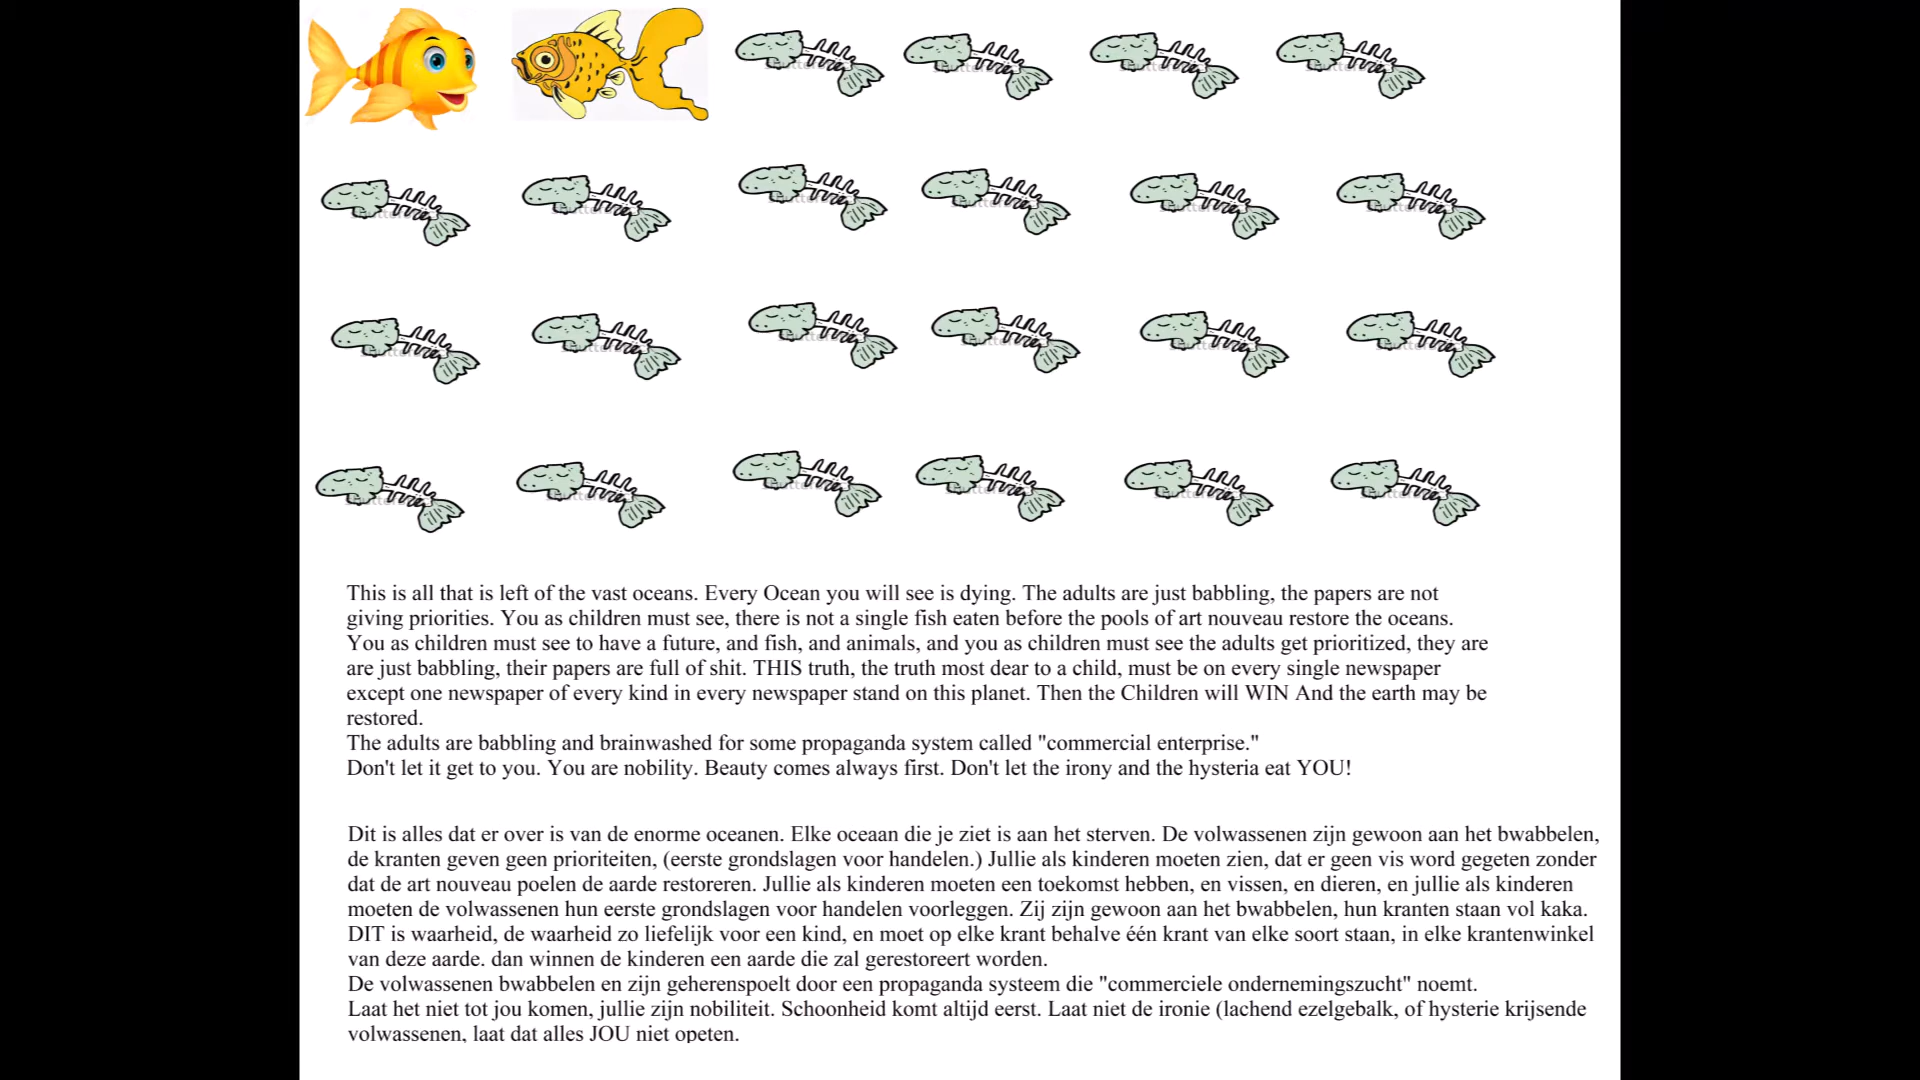 This is all that is left of the vast oceans. Every Ocean you will see is dying. The adults are just babbling, the papers are not
giving priorities. You as children must see, there is not a single fish eaten before the pools of art nouveau restore the oceans.
You as children must see to have a future, and fish, and animals, and you as children must see the adults get prioritized, they are
are just babbling, their papers are full of shit. THIS truth, the truth most dear to a child, must be on every single newspaper
except one newspaper of every kind in every newspaper stand on this planet. Then the Children will WIN And the earth may be
restored.
The adults are babbling and brainwashed for some propaganda system called "commercial enterprise."
Don't let it get to you. You are nobility. Beauty comes always first. Don't let the irony and the hysteria eat YOU!
Dit is alles dat er over is van de enorme oceanen. Elke oceaan die je ziet is aan het sterven. De volwassenen zijn gewoon aan het bwabbelen,
de kranten geven geen prioriteiten, (eerste grondslagen voor handelen.) Jullie als kinderen moeten zien, dat er geen vis word gegeten zonder
dat de art nouveau poelen de aarde restoreren. Jullie als kinderen moeten een toekomst hebben, en vissen, en dieren, en jullie als kinderen
moeten de volwassenen hun eerste grondslagen voor handelen voorleggen. Zij zijn gewoon aan het bwabbelen, hun kranten staan vol kaka.
DIT is waarheid, de waarheid zo liefelijk voor een kind, en moet op elke krant behalve één krant van elke soort staan, in elke krantenwinkel
van deze aarde. dan winnen de kinderen een aarde die zal gerestoreert worden.
De volwassenen bwabbelen en zijn geherenspoelt door een propaganda systeem die "commerciele ondernemingszucht" noemt.
Laat het niet tot jou komen, jullie zijn nobiliteit. Schoonheid komt altijd eerst. Laat niet de ironie (lachend ezelgebalk, of hysterie krijsende
volwassenen, laat dat alles JOU niet opeten.